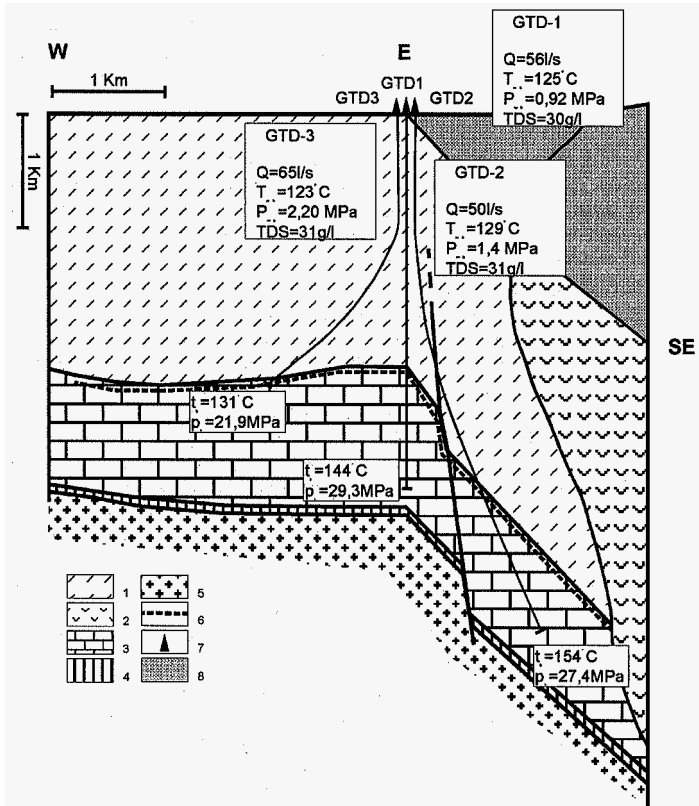 GTD-1
Q=56l/s
T..=125°C
P..=0,92 MPa
TDS=30g/l
W
E
1 Km
GTD1
GTD3
GTD2
1 Km
GTD-3
Q=65l/s
T..=123°C
P..=2,20 MPa
TDS=31g/l
GTD-2
Q=50l/s
T..=129°C
P..=1,4 MPa
TDS=31g/l
SE
t=131°C
p=21,9MPa
t=144°C
p=29,3MPa
t=154°C
p=27,4MPa
1
5
2
6
3
7
4
8